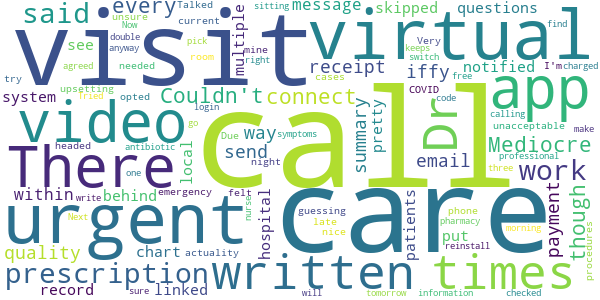 said every message skipped questions
unsure Talked Now current sitting keeps find
visit virtual
double mine pick Very switch
see multiple receipt iffy notified I'm charged
agreed needed anyway room right cases free
upsetting Couldn't connect app
try system fried opted COVID code
video login way send summary pretty Dr calling unacceptable make
There local go Due symptoms email Mediocre
headed antibiotic night call professional
within one emergency felt three work
write behind nurse guessing care phone
urgent Next late nice patients pharmacy put payment though
quality chart hospital morning reinstall procedures
prescription actuality written times
record sure linked will tomorrow information checked